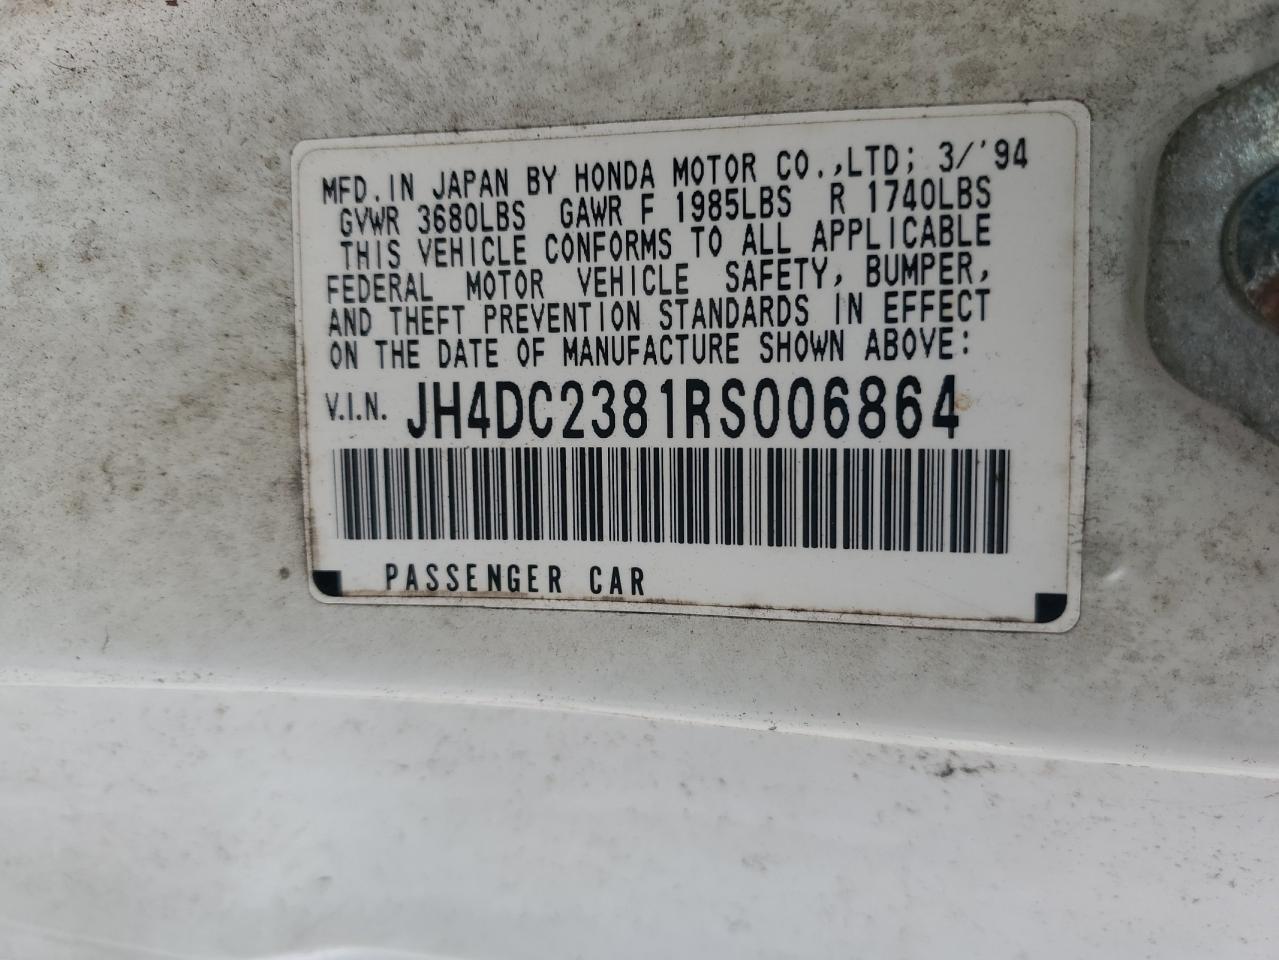 MFD. IN JAPAN BY HONDA MOTOR CO.,LTD; 3/'94
GVWR 3680LBS GAWR F 1985LBS R 1740LBS
THIS VEHICLE CONFORMS TO ALL APPLICABLE
FEDERAL MOTOR VEHICLE SAFETY, BUMPER,
AND THEFT PREVENTION STANDARDS IN EFFECT
ON THE DATE OF MANUFACTURE SHOWN ABOVE:
V.I.N. JH4DC2381RS006864
PASSENGER CAR